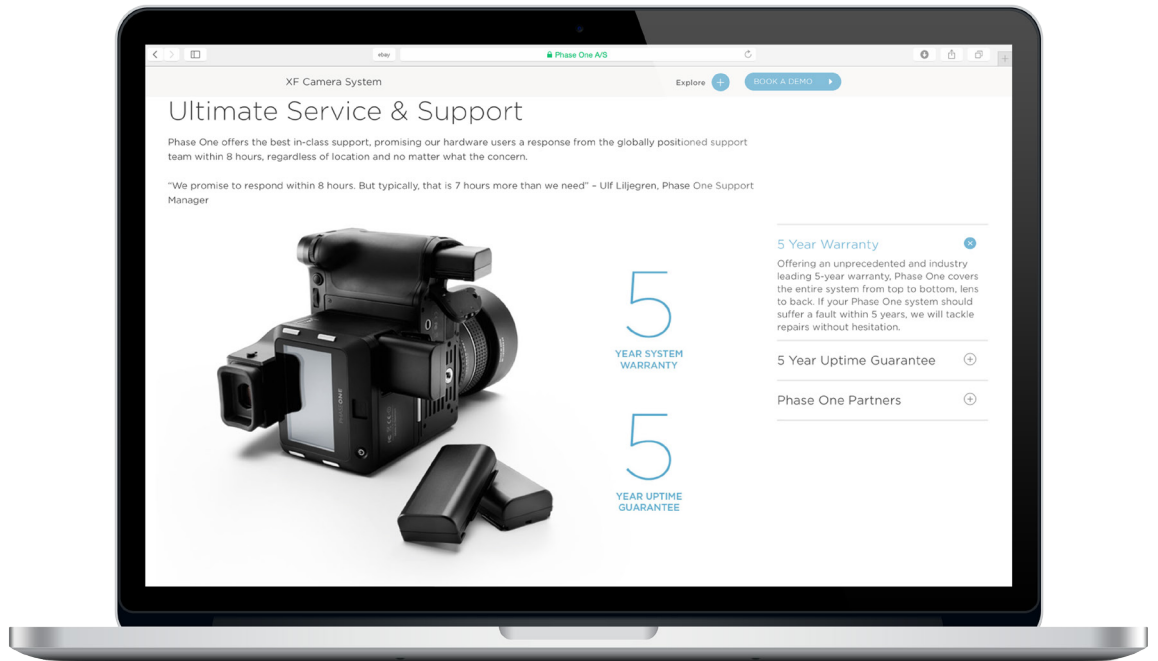 ebay
Phase One A/S
XF Camera System
Explore
BOOK A DEMO
Ultimate Service & Support
Phase One offers the best in-class support, promising our hardware users a response from the globally positioned support
team within 8 hours, regardless of location and no matter what the concern.
“We promise to respond within 8 hours. But typically, that is 7 hours more than we need” – Ulf Liljegren, Phase One Support
Manager
5
YEAR SYSTEM
WARRANTY
5
YEAR UPTIME
GUARANTEE
5 Year Warranty
Offering an unprecedented and industry
leading 5-year warranty, Phase One covers
the entire system from top to bottom, lens
to back. If your Phase One system should
suffer a fault within 5 years, we will tackle
repairs without hesitation.
5 Year Uptime Guarantee
Phase One Partners
PHASEONE